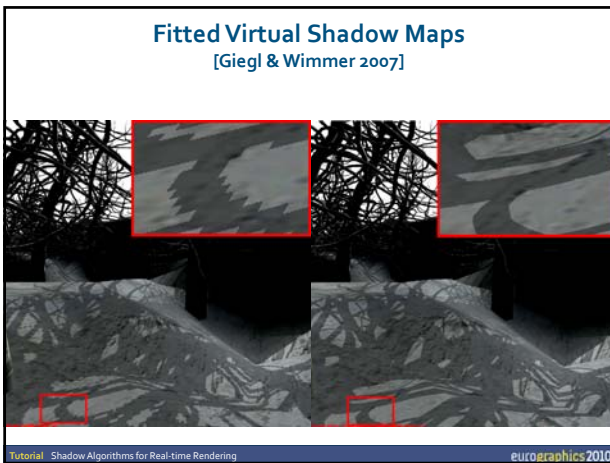 Fitted Virtual Shadow Maps
[Giegl & Wimmer 2007]
Tutorial Shadow Algorithms for Real-time Rendering
eurographics 2010